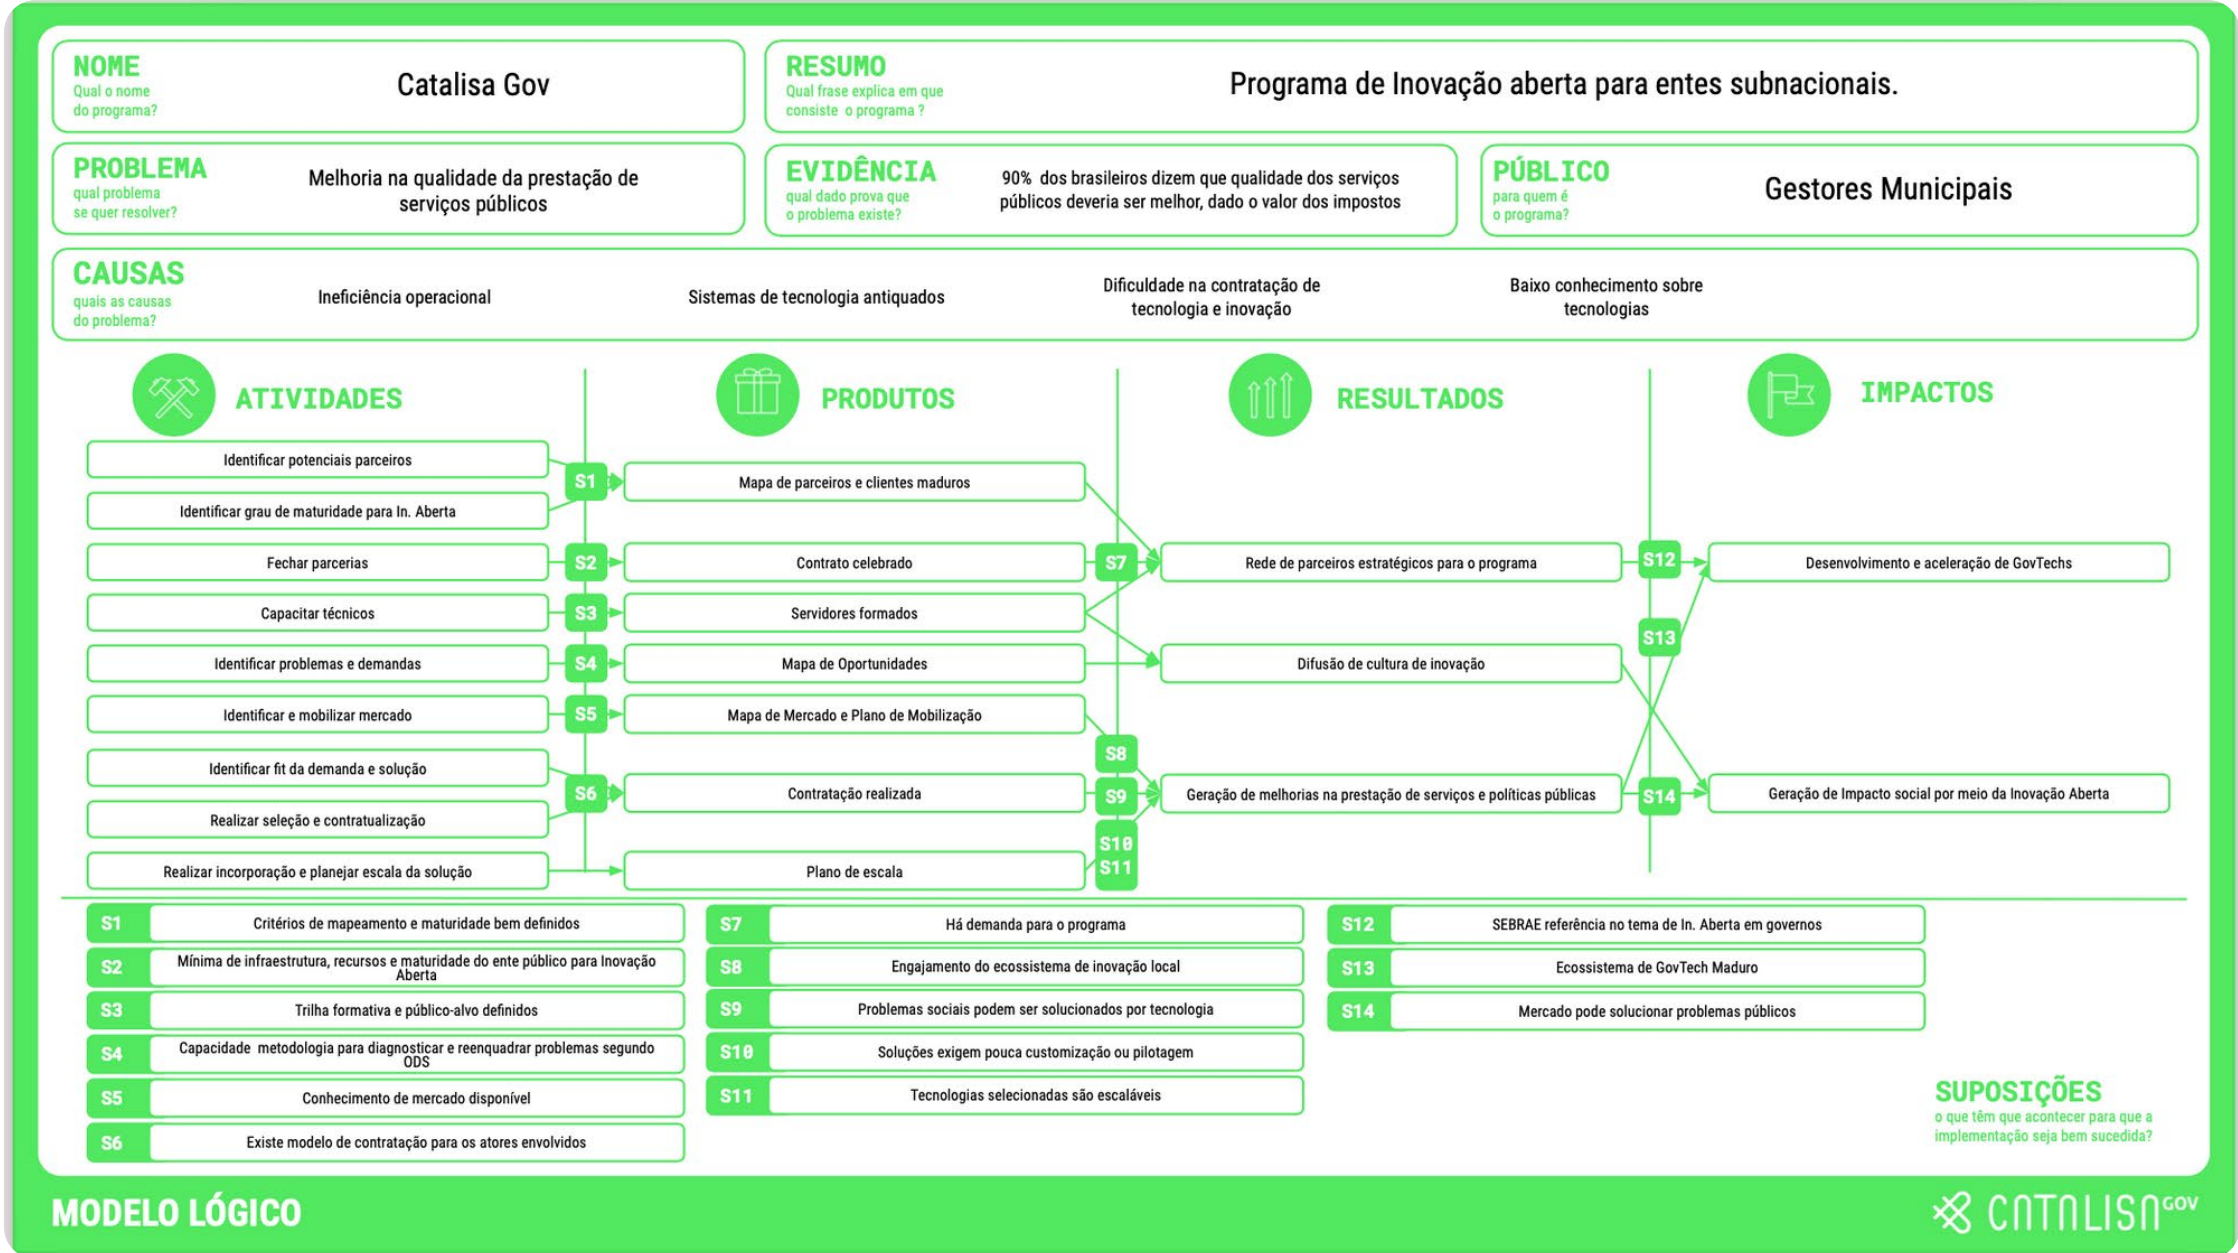 NOME
Qual o nome
do programa?
Catalisa Gov
RESUMO
Qual frase explica em que
consiste o programa ?
Programa de Inovação aberta para entes subnacionais.
PROBLEMA
qual problema
se quer resolver?
Melhoria na qualidade da prestação de
serviços públicos
EVIDÊNCIA
qual dado prova que
o problema existe?
90% dos brasileiros dizem que qualidade dos serviços
públicos deveria ser melhor, dado o valor dos impostos
PÚBLICO
para quem é
o programa?
Gestores Municipais
CAUSAS
quais as causas
do problema?
Ineficiência operacional
Sistemas de tecnologia antiquados
Dificuldade na contratação de
tecnologia e inovação
Baixo conhecimento sobre
tecnologias
ATIVIDADES
Identificar potenciais parceiros
Identificar grau de maturidade para In. Aberta
Fechar parcerias
Capacitar técnicos
Identificar problemas e demandas
Identificar e mobilizar mercado
Identificar fit da demanda e solução
Realizar seleção e contratualização
Realizar incorporação e planejar escala da solução
S1
S2
S3
S4
S5
S6
PRODUTOS
Mapa de parceiros e clientes maduros
Contrato celebrado
Servidores formados
Mapa de Oportunidades
Mapa de Mercado e Plano de Mobilização
Contratação realizada
Plano de escala
S7
S8
S9
S10
S11
RESULTADOS
Rede de parceiros estratégicos para o programa
Difusão de cultura de inovação
Geração de melhorias na prestação de serviços e políticas públicas
S12
S13
S14
IMPACTOS
Desenvolvimento e aceleração de GovTechs
Geração de Impacto social por meio da Inovação Aberta
S1 Critérios de mapeamento e maturidade bem definidos
S2 Mínima de infraestrutura, recursos e maturidade do ente público para Inovação
Aberta
S3 Trilha formativa e público-alvo definidos
S4 Capacidade metodologia para diagnosticar e reenquadrar problemas segundo
ODS
S5 Conhecimento de mercado disponível
S6 Existe modelo de contratação para os atores envolvidos
S7 Há demanda para o programa
S8 Engajamento do ecossistema de inovação local
S9 Problemas sociais podem ser solucionados por tecnologia
S10 Soluções exigem pouca customização ou pilotagem
S11 Tecnologias selecionadas são escaláveis
S12 SEBRAE referência no tema de In. Aberta em governos
S13 Ecossistema de GovTech Maduro
S14 Mercado pode solucionar problemas públicos
SUPOSIÇÕES
o que têm que acontecer para que a
implementação seja bem sucedida?
MODELO LÓGICO
CATALISA GOV